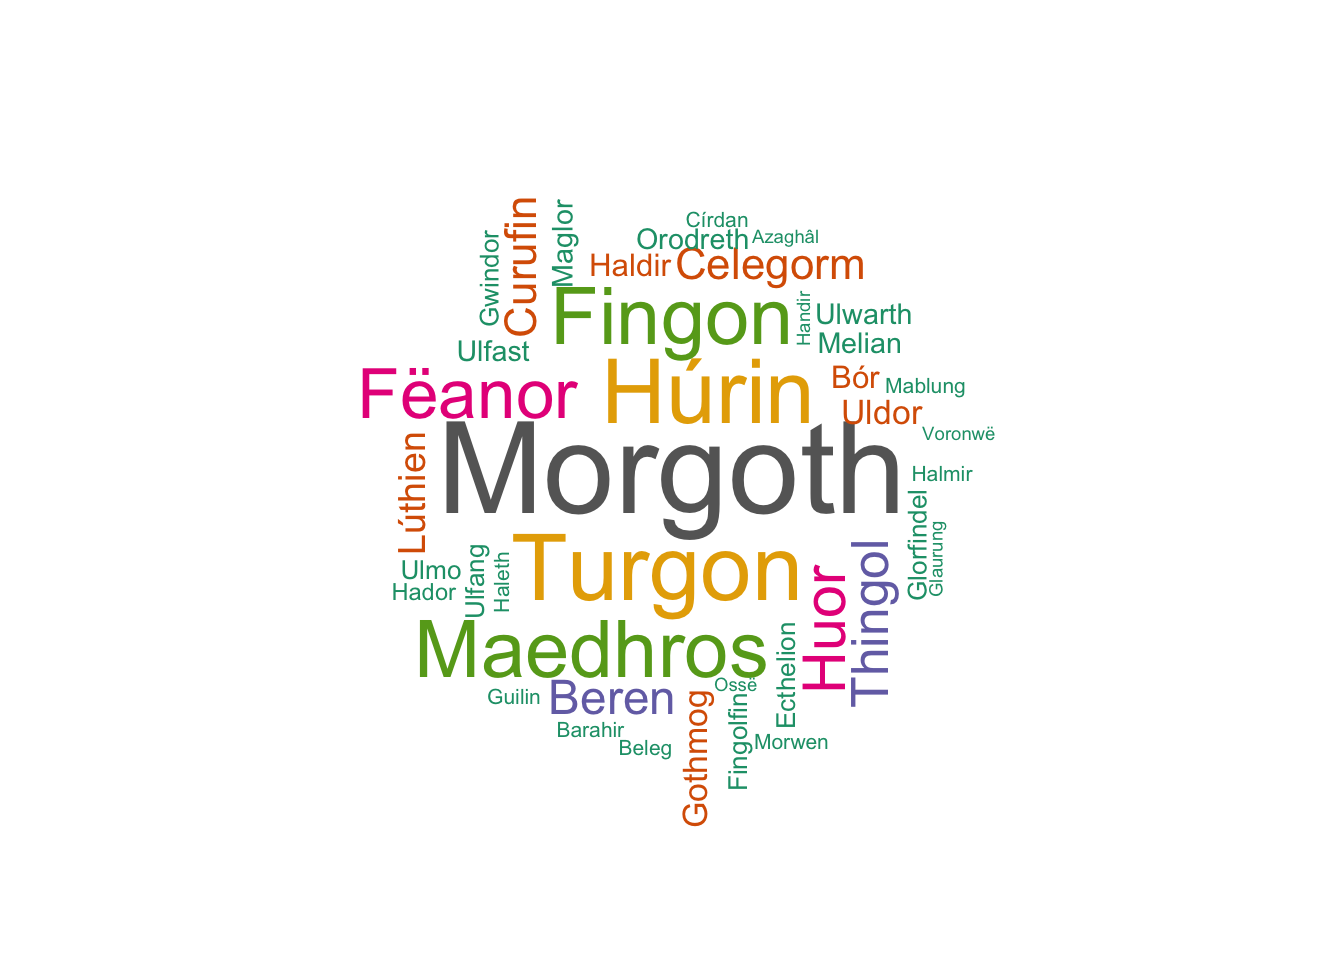 Círdan
Orodreth
Azaghâl
Gwindor
Curufin
Maglor
Haldir
Celegorm
Fingon
Handir
Ulwarth
Melian
Ulfast
Fëanor
Húrin
Bór
Mablung
Uldor
Voronwë
Morgoth
Lúthien
Halmir
Glorfindel
Glaurung
Turgon
Ulmo
Hador
Ulfang
Haleth
Huor
Thingol
Maedhros
Ecthelion
Guilin
Beren
Ossë
Gothmog
Fingolfin
Barahir
Beleg
Morwen